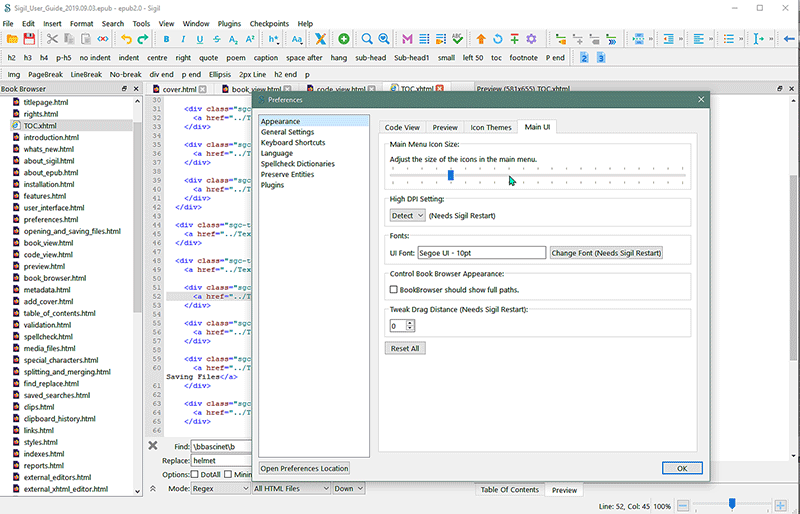 Sigil_User_Guide_2019.09.03.epub - epub2.0 - Sigil
File Edit Insert Format Search Tools View Window Plugins Checkpoints Help
h2 h3 h4 p-h5 no indent indent centre right quote poem caption space after hang sub-head Sub-head1 small left 50 toc footnote P end 2 3
Img PageBreak LineBreak No-break div end p end Ellipsis 2px Line h2 end p
Book Browser
cover.html book_view.html code_view.html TOC.xhtml
Preview (581x655) TOC.xhtml
titlepage.html
rights.html
TOC.xhtml
introduction.html
whats_new.html
about_sigil.html
about_epub.html
installation.html
features.html
user_interface.html
preferences.html
opening_and_saving_files.html
book_view.html
code_view.html
preview.html
book_browser.html
metadata.html
add_cover.html
table_of_contents.html
validation.html
spellcheck.html
media_files.html
special_characters.html
splitting_and_merging.html
find_replace.html
saved_searches.html
clips.html
clipboard_history.html
links.html
styles.html
indexes.html
reports.html
external_editors.html
external_xhtml_editor.html
30
31 <div class="sgc-
32 <a href="../T
33 </div>
34
35 <div class="sgc-
36 <a href="../T
37 </div>
38
39 <div class="sgc-
40 <a href="../T
41 </div>
42 </div>
43
44 <div class="sgc-t
45 <a href="../Tex
46 </div>
47
48 <div class="sgc-t
49 <a href="../Tex
50
51 <div class="sgc-
52 <a href="../T
53 </div>
54
55 <div class="sgc-
56 <a href="../T
57 </div>
58
59 <div class="sgc-
60 <a href="../T
Saving Files</a>
61 </div>
62
63 <div class="sgc-
64 <a href="../T
65 </div>
66
Preferences
Appearance
General Settings
Keyboard Shortcuts
Language
Spellcheck Dictionaries
Preserve Entities
Plugins
Code View Preview Icon Themes Main UI
Main Menu Icon Size:
Adjust the size of the icons in the main menu.
High DPI Setting:
Detect (Needs Sigil Restart)
Fonts:
UI Font: Segoe UI - 10pt Change Font (Needs Sigil Restart)
Control Book Browser Appearance:
BookBrowser should show full paths.
Tweak Drag Distance (Needs Sigil Restart):
0
Reset All
Open Preferences Location
OK
Find: \bbascinet\b
Replace: helmet
Options: DotAll Minim
Mode: Regex All HTML Files Down
Table Of Contents Preview
Line: 52, Col: 45 100%